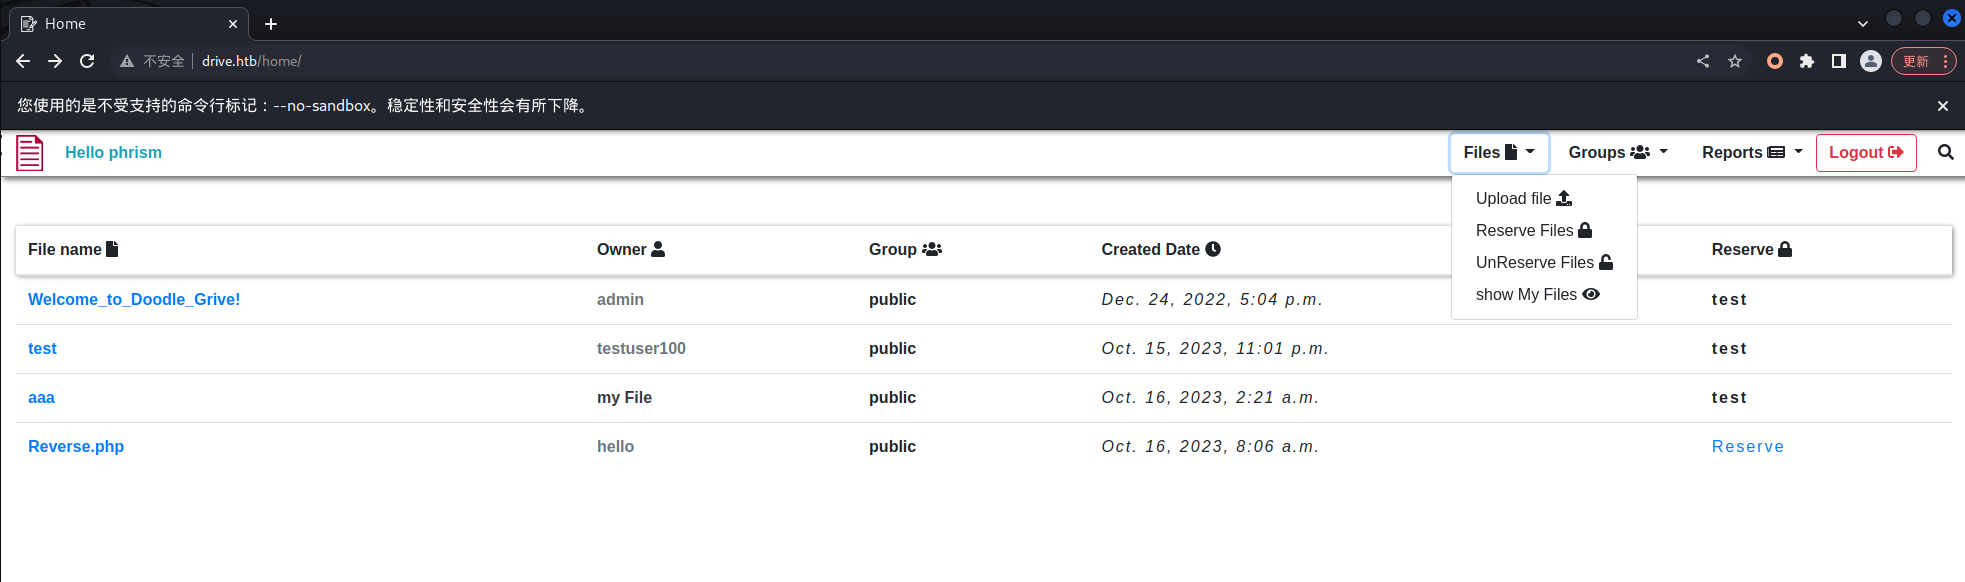 Home
不安全 drive.htb/home/ 更新
您使用的是不受支持的命令行标记：--no-sandbox。稳定性和安全性会有所下降。
Hello phrism Files Groups Reports Logout
Upload file
Reserve Files
UnReserve Files
show My Files
File name Owner Group Created Date Reserve
Welcome_to_Doodle_Grive! admin public Dec. 24, 2022, 5:04 p.m. test
test testuser100 public Oct. 15, 2023, 11:01 p.m. test
aaa my File public Oct. 16, 2023, 2:21 a.m. test
Reverse.php hello public Oct. 16, 2023, 8:06 a.m. Reserve